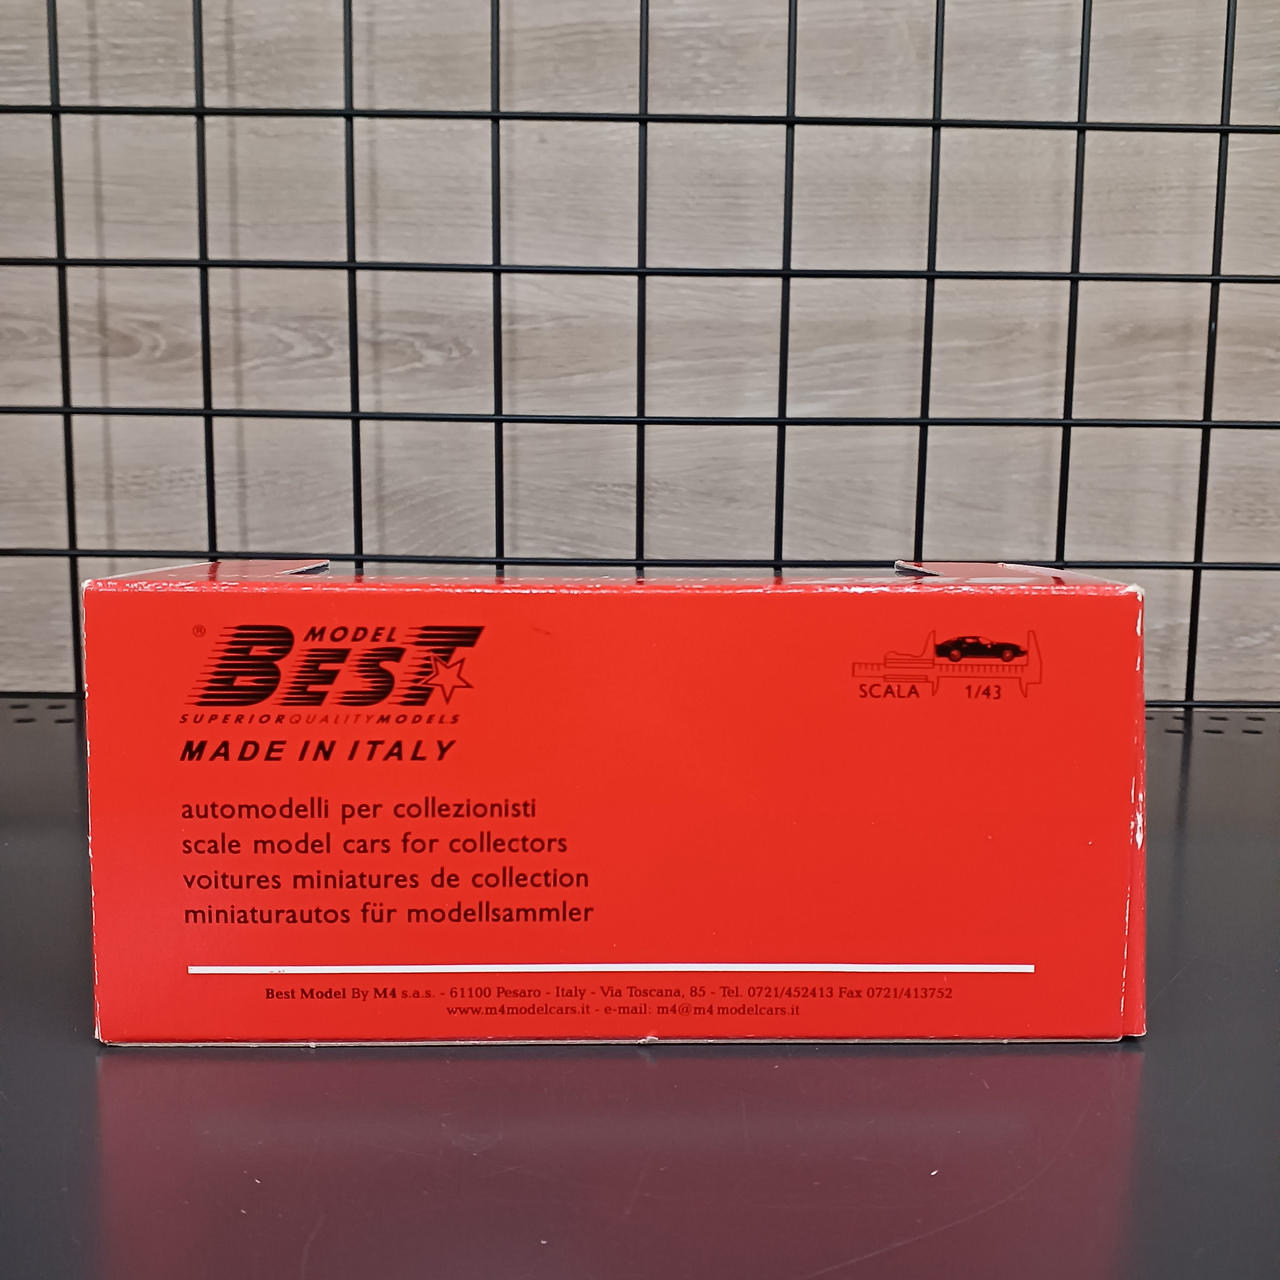 ®
MODEL
BEST
SUPERIORQUALITYMODELS
MADE IN ITALY
SCALA 1/43
automodelli per collezionisti
scale model cars for collectors
voitures miniatures de collection
miniaturautos für modellsammler
Best Model By M4 s.a.s. - 61100 Pesaro - Italy - Via Toscana, 85 - Tel. 0721/452413 Fax 0721/413752
www.m4modelcars.it - e-mail: m4@m4modelcars.it